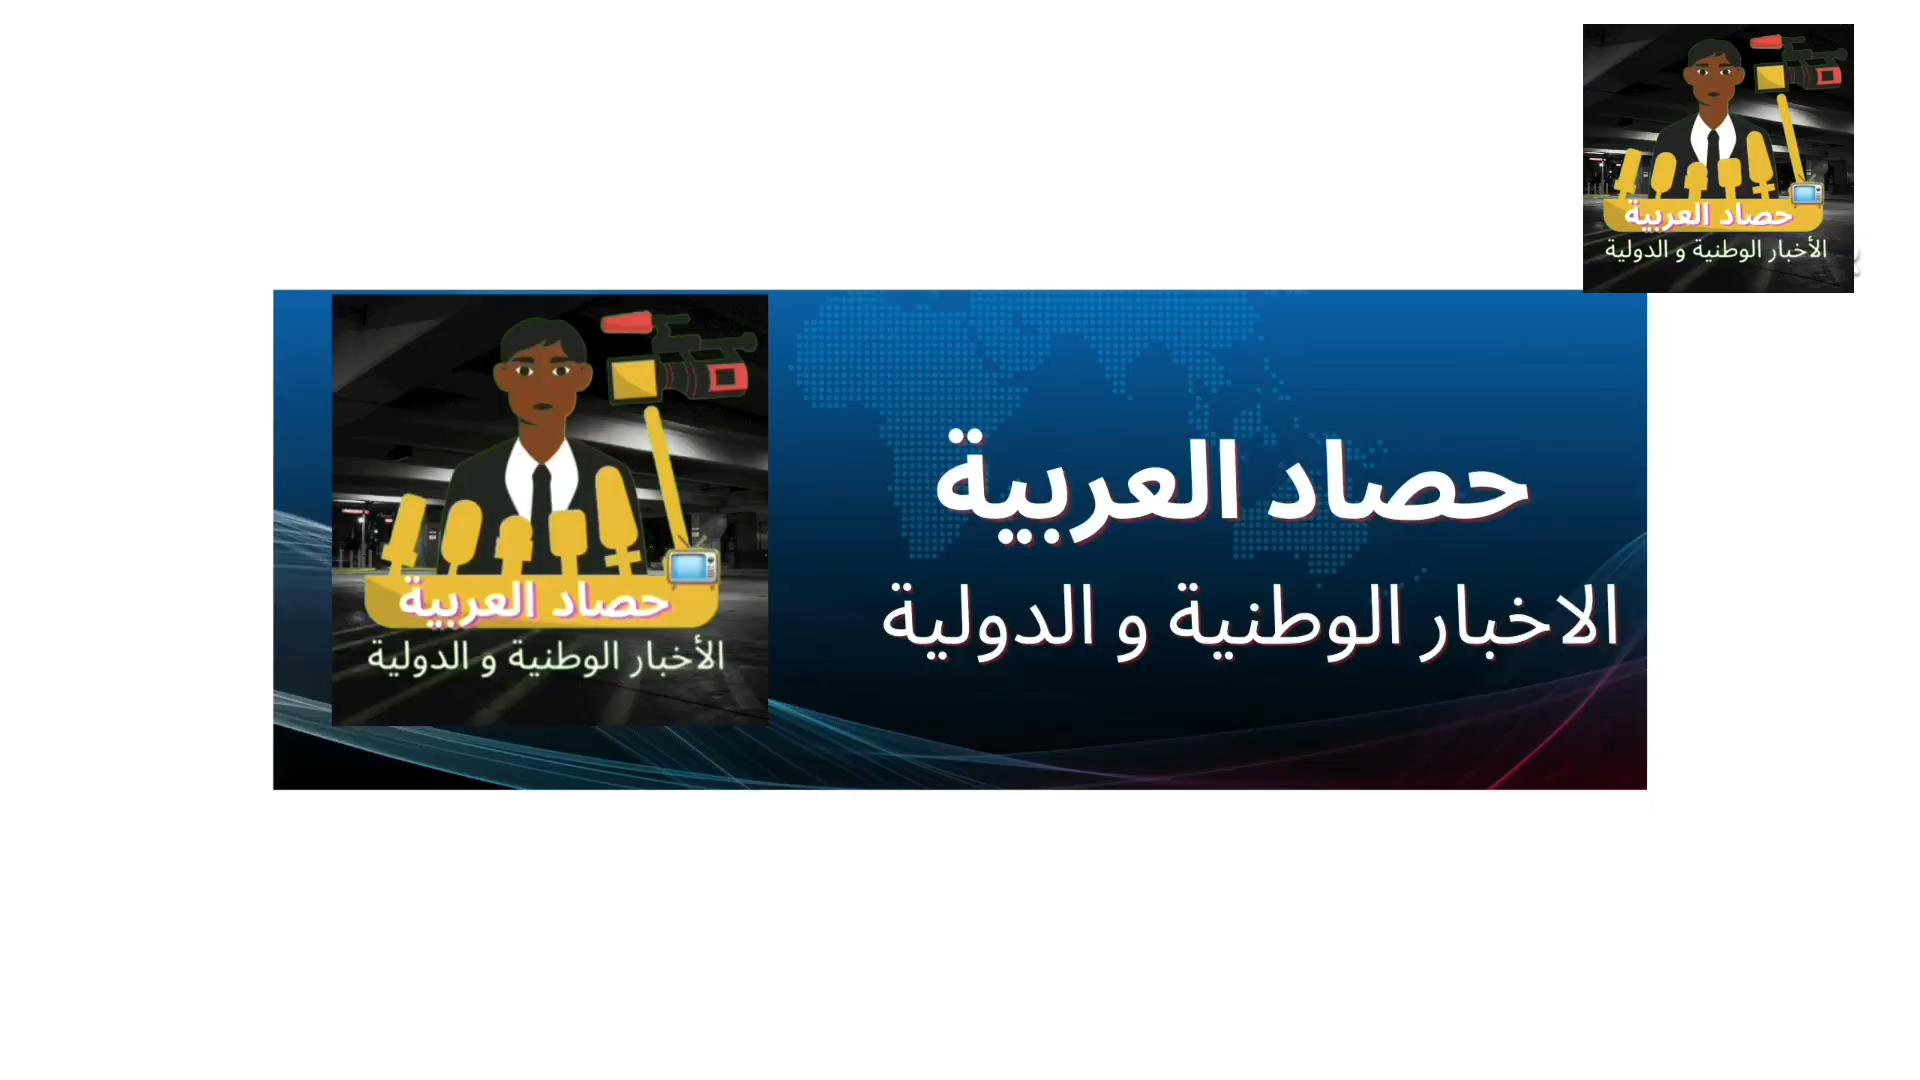 حصاد العربية
الأخبار الوطنية و الدولية
حصاد العربية
الاخبار الوطنية و الدولية
حصاد العربية
الأخبار الوطنية و الدولية